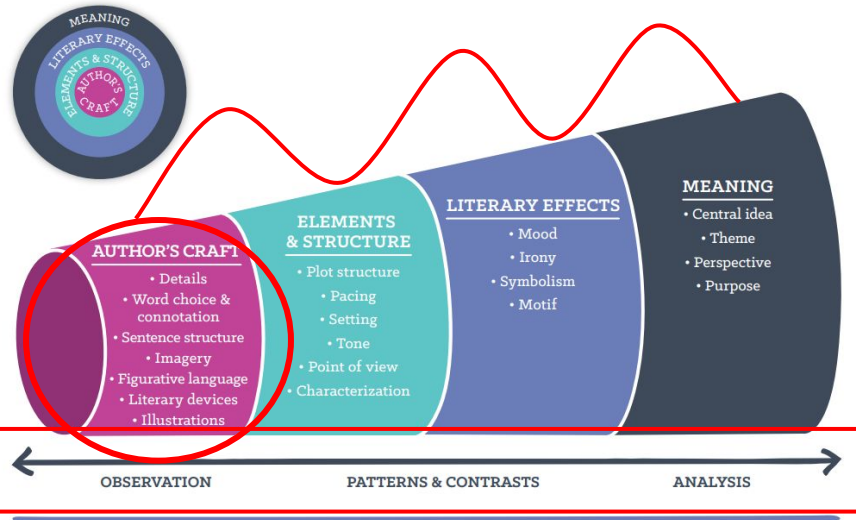 MEANING
LITERARY EFFECTS
ELEMENTS & STRUCTURE
AUTHOR'S
CRAFT
AUTHOR'S CRAFT
• Details
• Word choice &
connotation
• Sentence structure
• Imagery
• Figurative language
• Literary devices
• Illustrations
ELEMENTS
& STRUCTURE
• Plot structure
• Pacing
• Setting
• Tone
• Point of view
• Characterization
LITERARY EFFECTS
• Mood
• Irony
• Symbolism
• Motif
MEANING
• Central idea
• Theme
• Perspective
• Purpose
OBSERVATION
PATTERNS & CONTRASTS
ANALYSIS